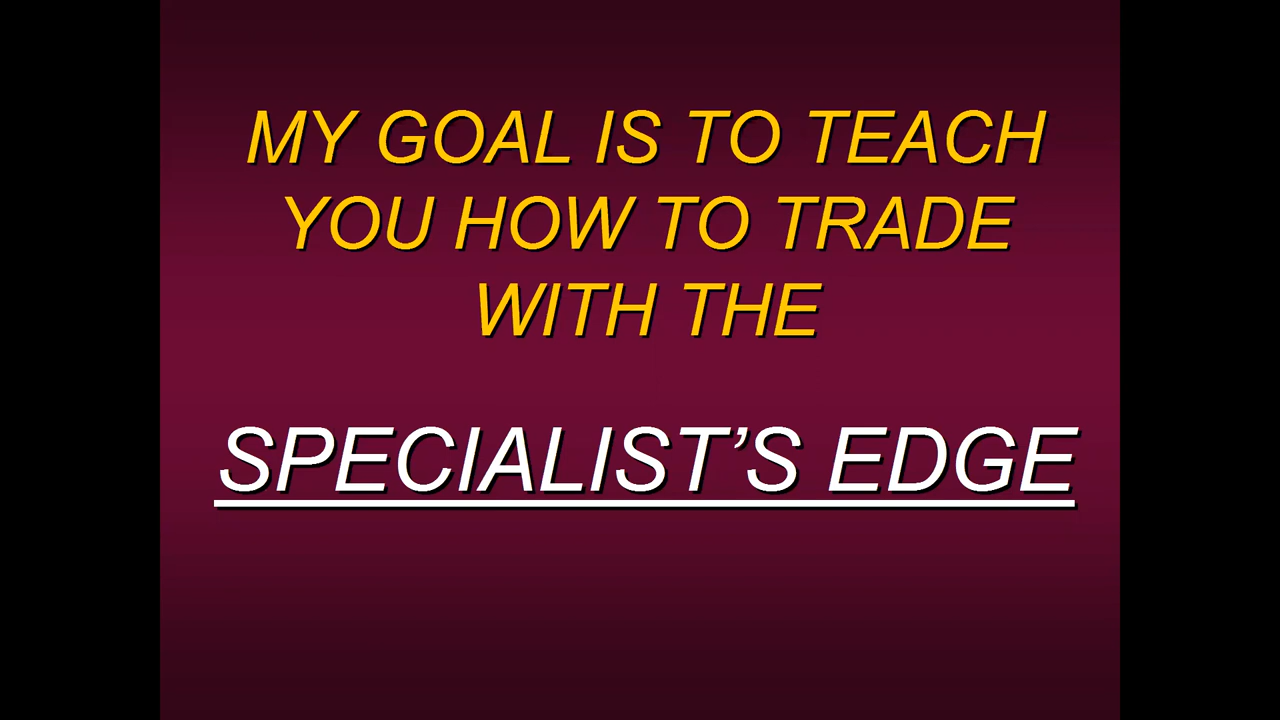 MY GOAL IS TO TEACH
YOU HOW TO TRADE
WITH THE
SPECIALIST’S EDGE